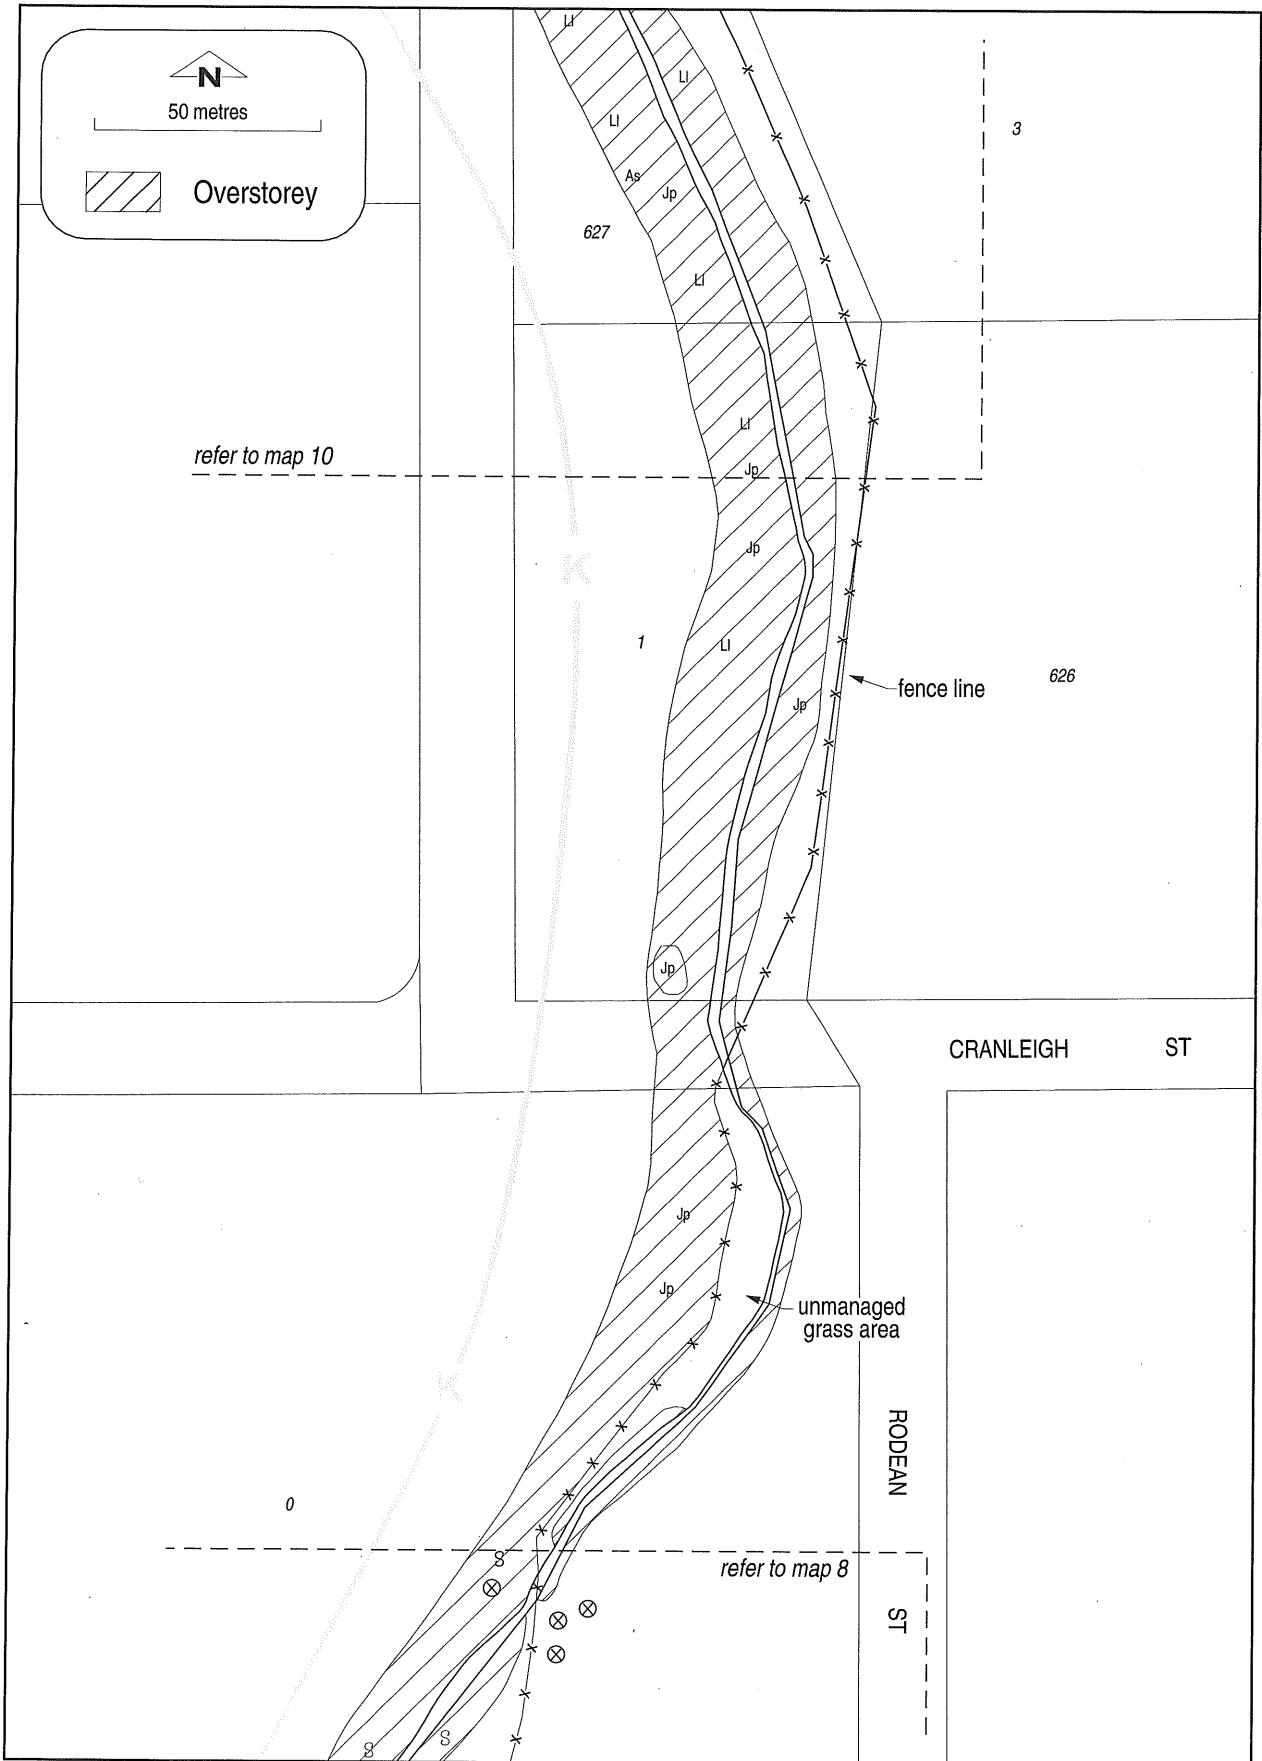 Ll
N
50 metres
Overstorey
Ll
Ll
3
As
Jp
627
Ll
Ll
refer to map 10
Jp
Jp
K
1
Ll
626
fence line
Jp
Jp
CRANLEIGH ST
Jp
Jp
unmanaged
grass area
K
RODEAN ST
0
S
refer to map 8
S
S